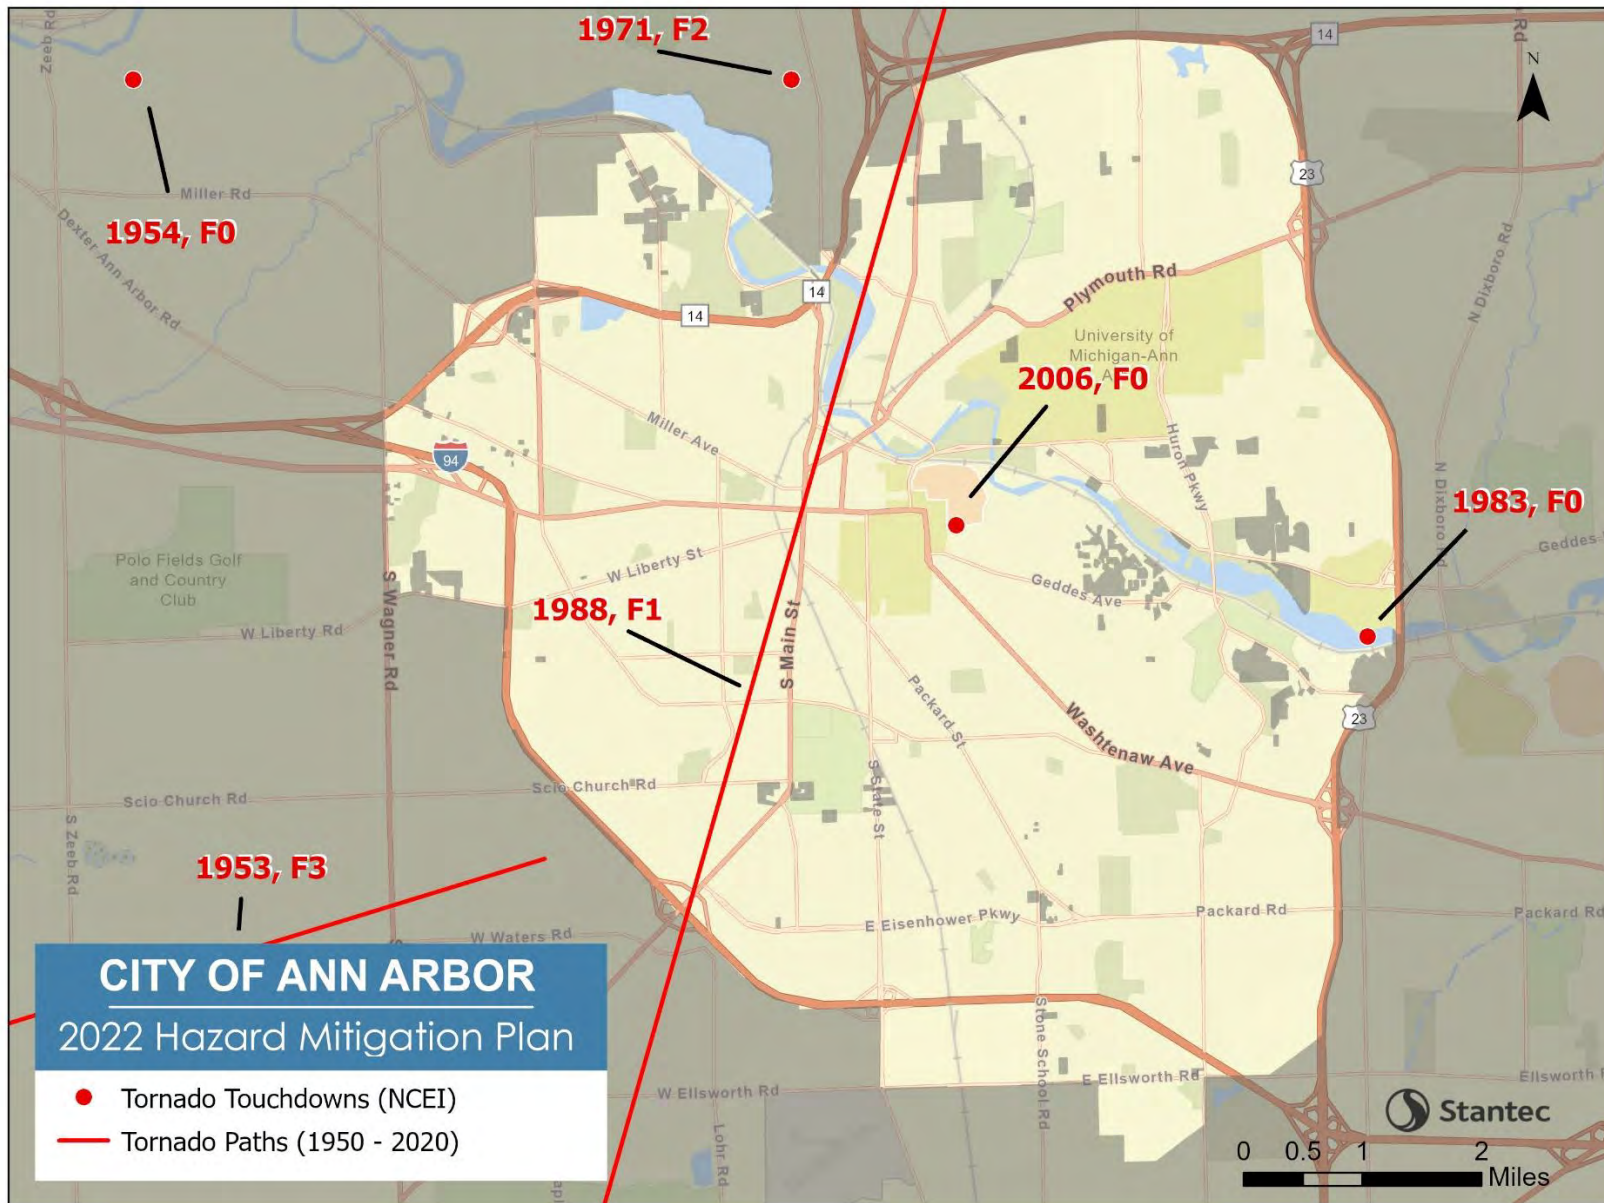 1971, F2
14
Rd
N
Zeeb Rd
23
Miller Rd
1954, F0
Dexter Ann Arbor Rd
N Dixboro Rd
Plymouth Rd
14
14
University of
Michigan-Ann
2006, F0
Miller Ave
94
Huron Pkwy
N Dixboro Rd
1983, F0
Geddes
Polo Fields Golf
and Country
Club
W Liberty St
Geddes Ave
1988, F1
W Liberty Rd
S Wagner Rd
S Main St
Packard St
23
Washtenaw Ave
Scio Church Rd
Scio Church Rd
S State St
S Zeeb Rd
1953, F3
E Eisenhower Pkwy
Packard Rd
Packard Rd
W Waters Rd
CITY OF ANN ARBOR
2022 Hazard Mitigation Plan
Stone School Rd
W Ellsworth Rd
E Ellsworth Rd
Ellsworth
Tornado Touchdowns (NCEI)
Tornado Paths (1950 - 2020)
Lohr Rd
Stantec
0 0.5 1 2
Miles